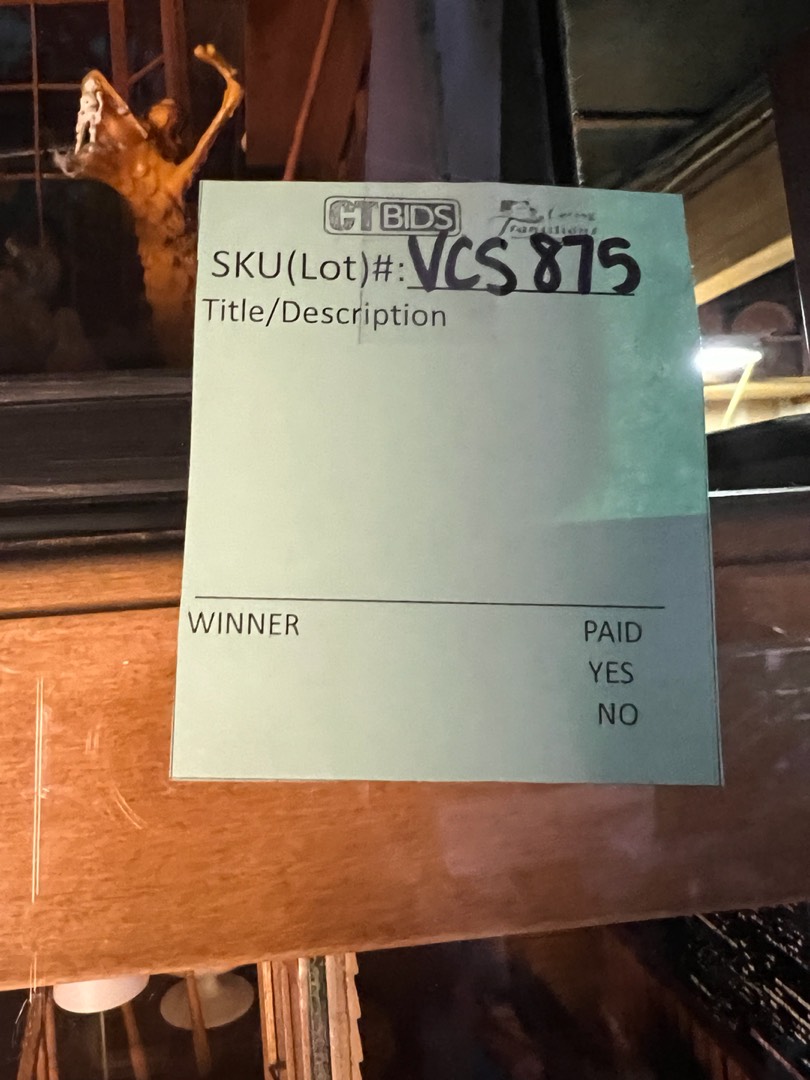 CTBIDS
SKU(Lot)#: VCS 875
Title/Description
WINNER
PAID
YES
NO